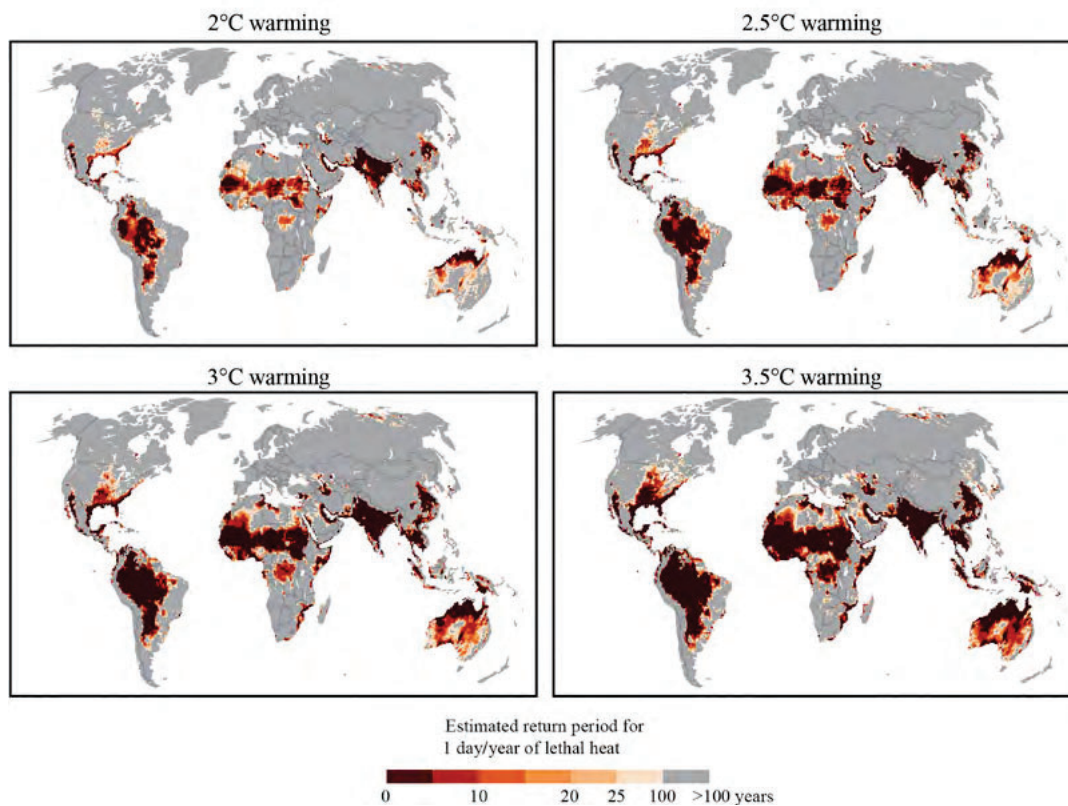 2°C warming
2.5°C warming
3°C warming
3.5°C warming
Estimated return period for
1 day/year of lethal heat
0 10 20 25 100 >100 years